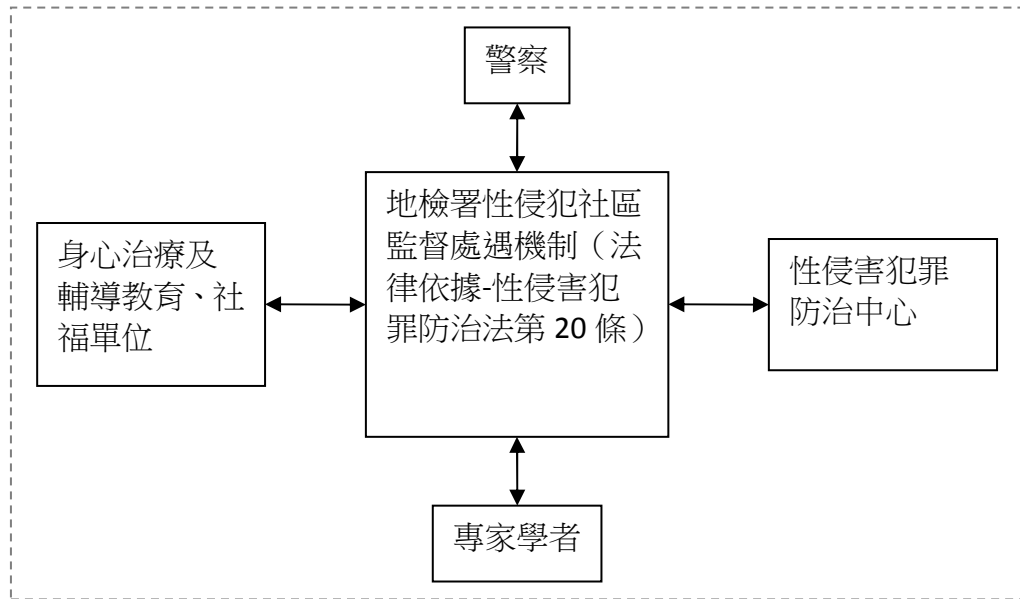 警察
地檢署性侵犯社區
監督處遇機制（法
律依據-性侵害犯
罪防治法第 20 條）
身心治療及
輔導教育、社
福單位
性侵害犯罪
防治中心
專家學者